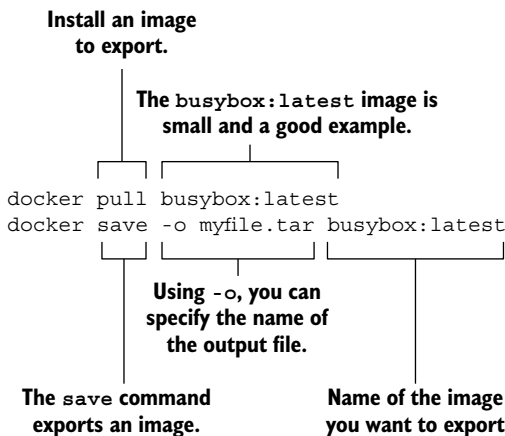 Install an image
to export.
The busybox:latest image is
small and a good example.
docker pull busybox:latest
docker save -o myfile.tar busybox:latest
Using -o, you can
specify the name of
the output file.
The save command
exports an image.
Name of the image
you want to export